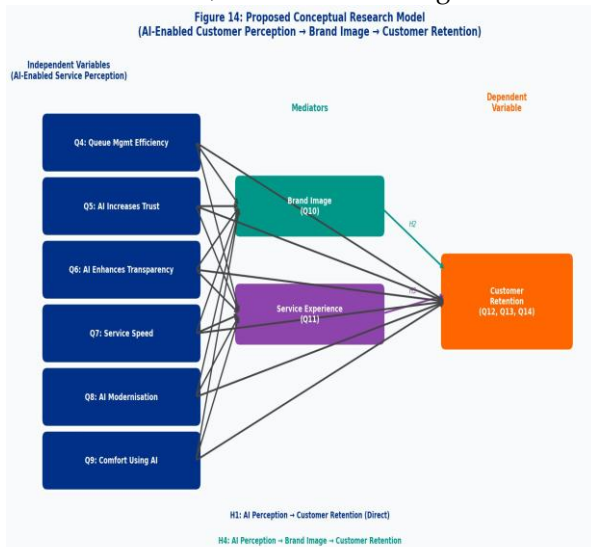 Figure 14: Proposed Conceptual Research Model
(AI-Enabled Customer Perception → Brand Image → Customer Retention)
Independent Variables
(AI-Enabled Service Perception)
Mediators
Dependent
Variable
Q4: Queue Mgmt Efficiency
Q5: AI Increases Trust
Q6: AI Enhances Transparency
Q7: Service Speed
Q8: AI Modernisation
Q9: Comfort Using AI
Brand Image
(Q10)
Service Experience
(Q11)
H2
Customer
Retention
(Q12, Q13, Q14)
H1: AI Perception → Customer Retention (Direct)
H4: AI Perception → Brand Image → Customer Retention